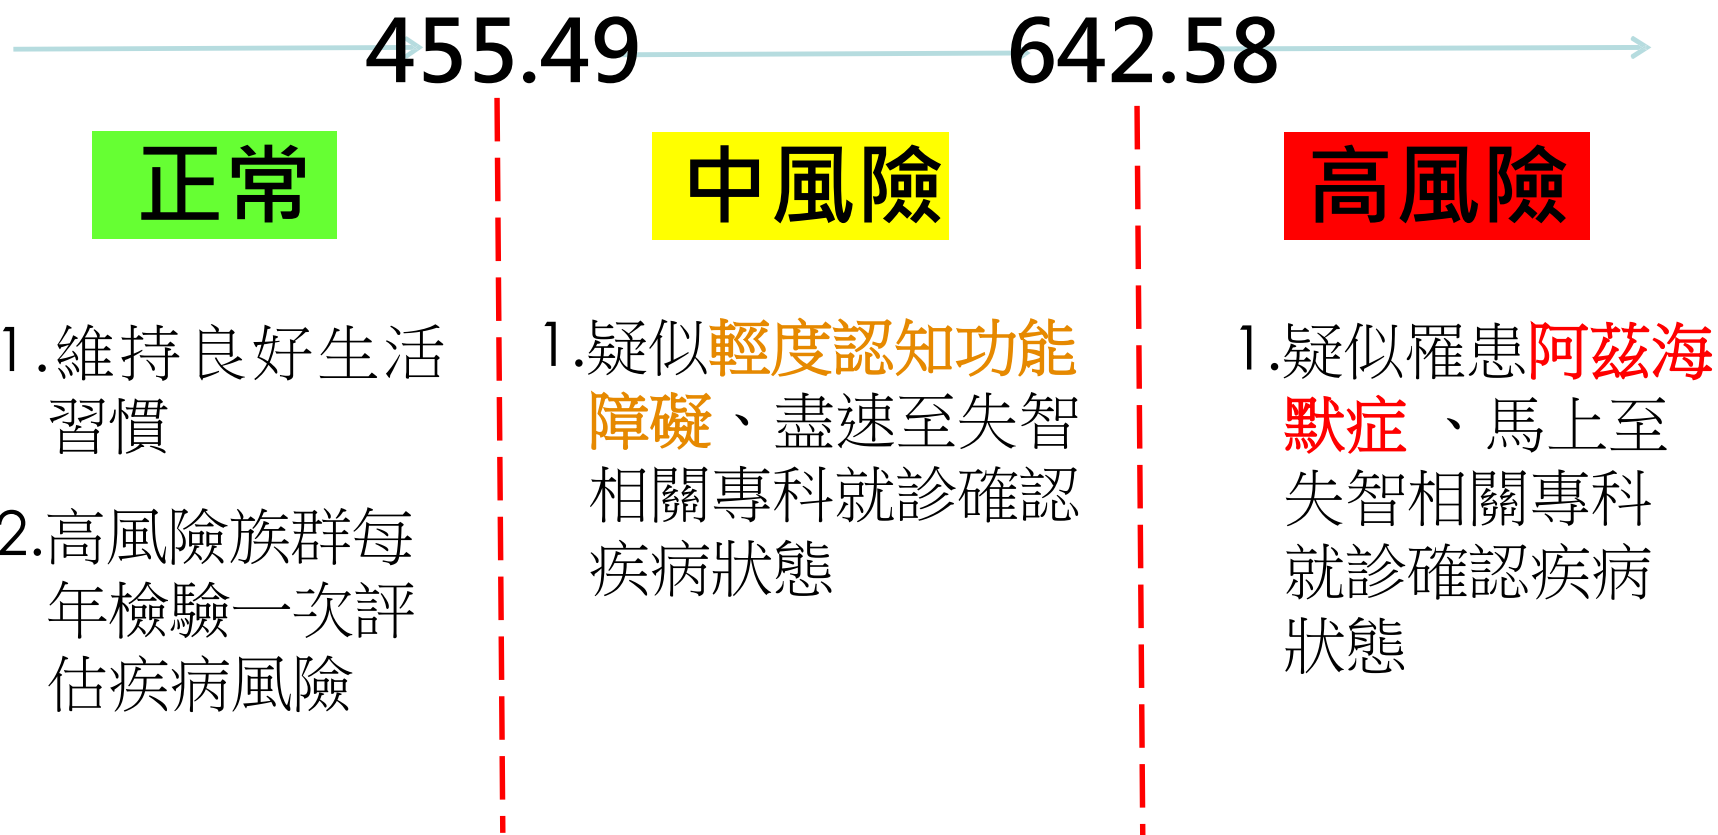 455.49
642.58
正常
1.維持良好生活
習慣
2.高風險族群每
年檢驗一次評
估疾病風險
中風險
1.疑似輕度認知功能
障礙、盡速至失智
相關專科就診確認
疾病狀態
高風險
1.疑似罹患阿茲海
默症 、馬上至
失智相關專科
就診確認疾病
狀態